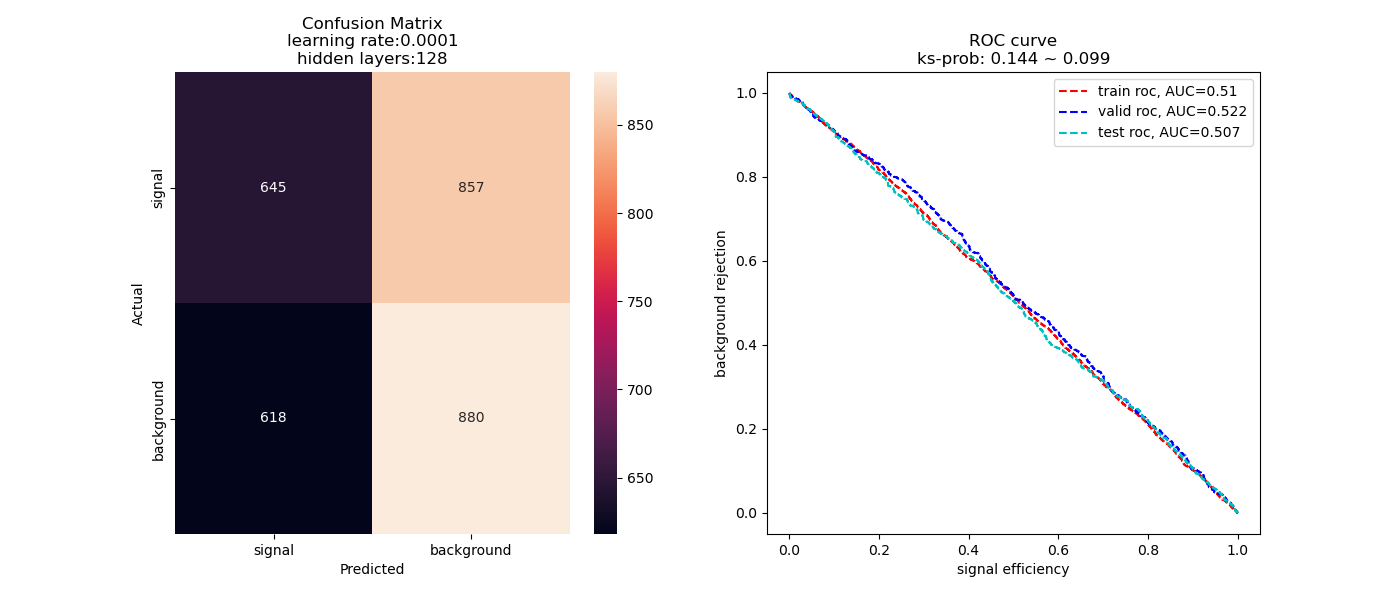 Confusion Matrix
learning rate:0.0001
hidden layers:128
signal
background
Actual
645
857
618
880
signal
background
Predicted
850
800
750
700
650
ROC curve
ks-prob: 0.144 ~ 0.099
train roc, AUC=0.51
valid roc, AUC=0.522
test roc, AUC=0.507
background rejection
1.0
0.8
0.6
0.4
0.2
0.0
0.0 0.2 0.4 0.6 0.8 1.0
signal efficiency